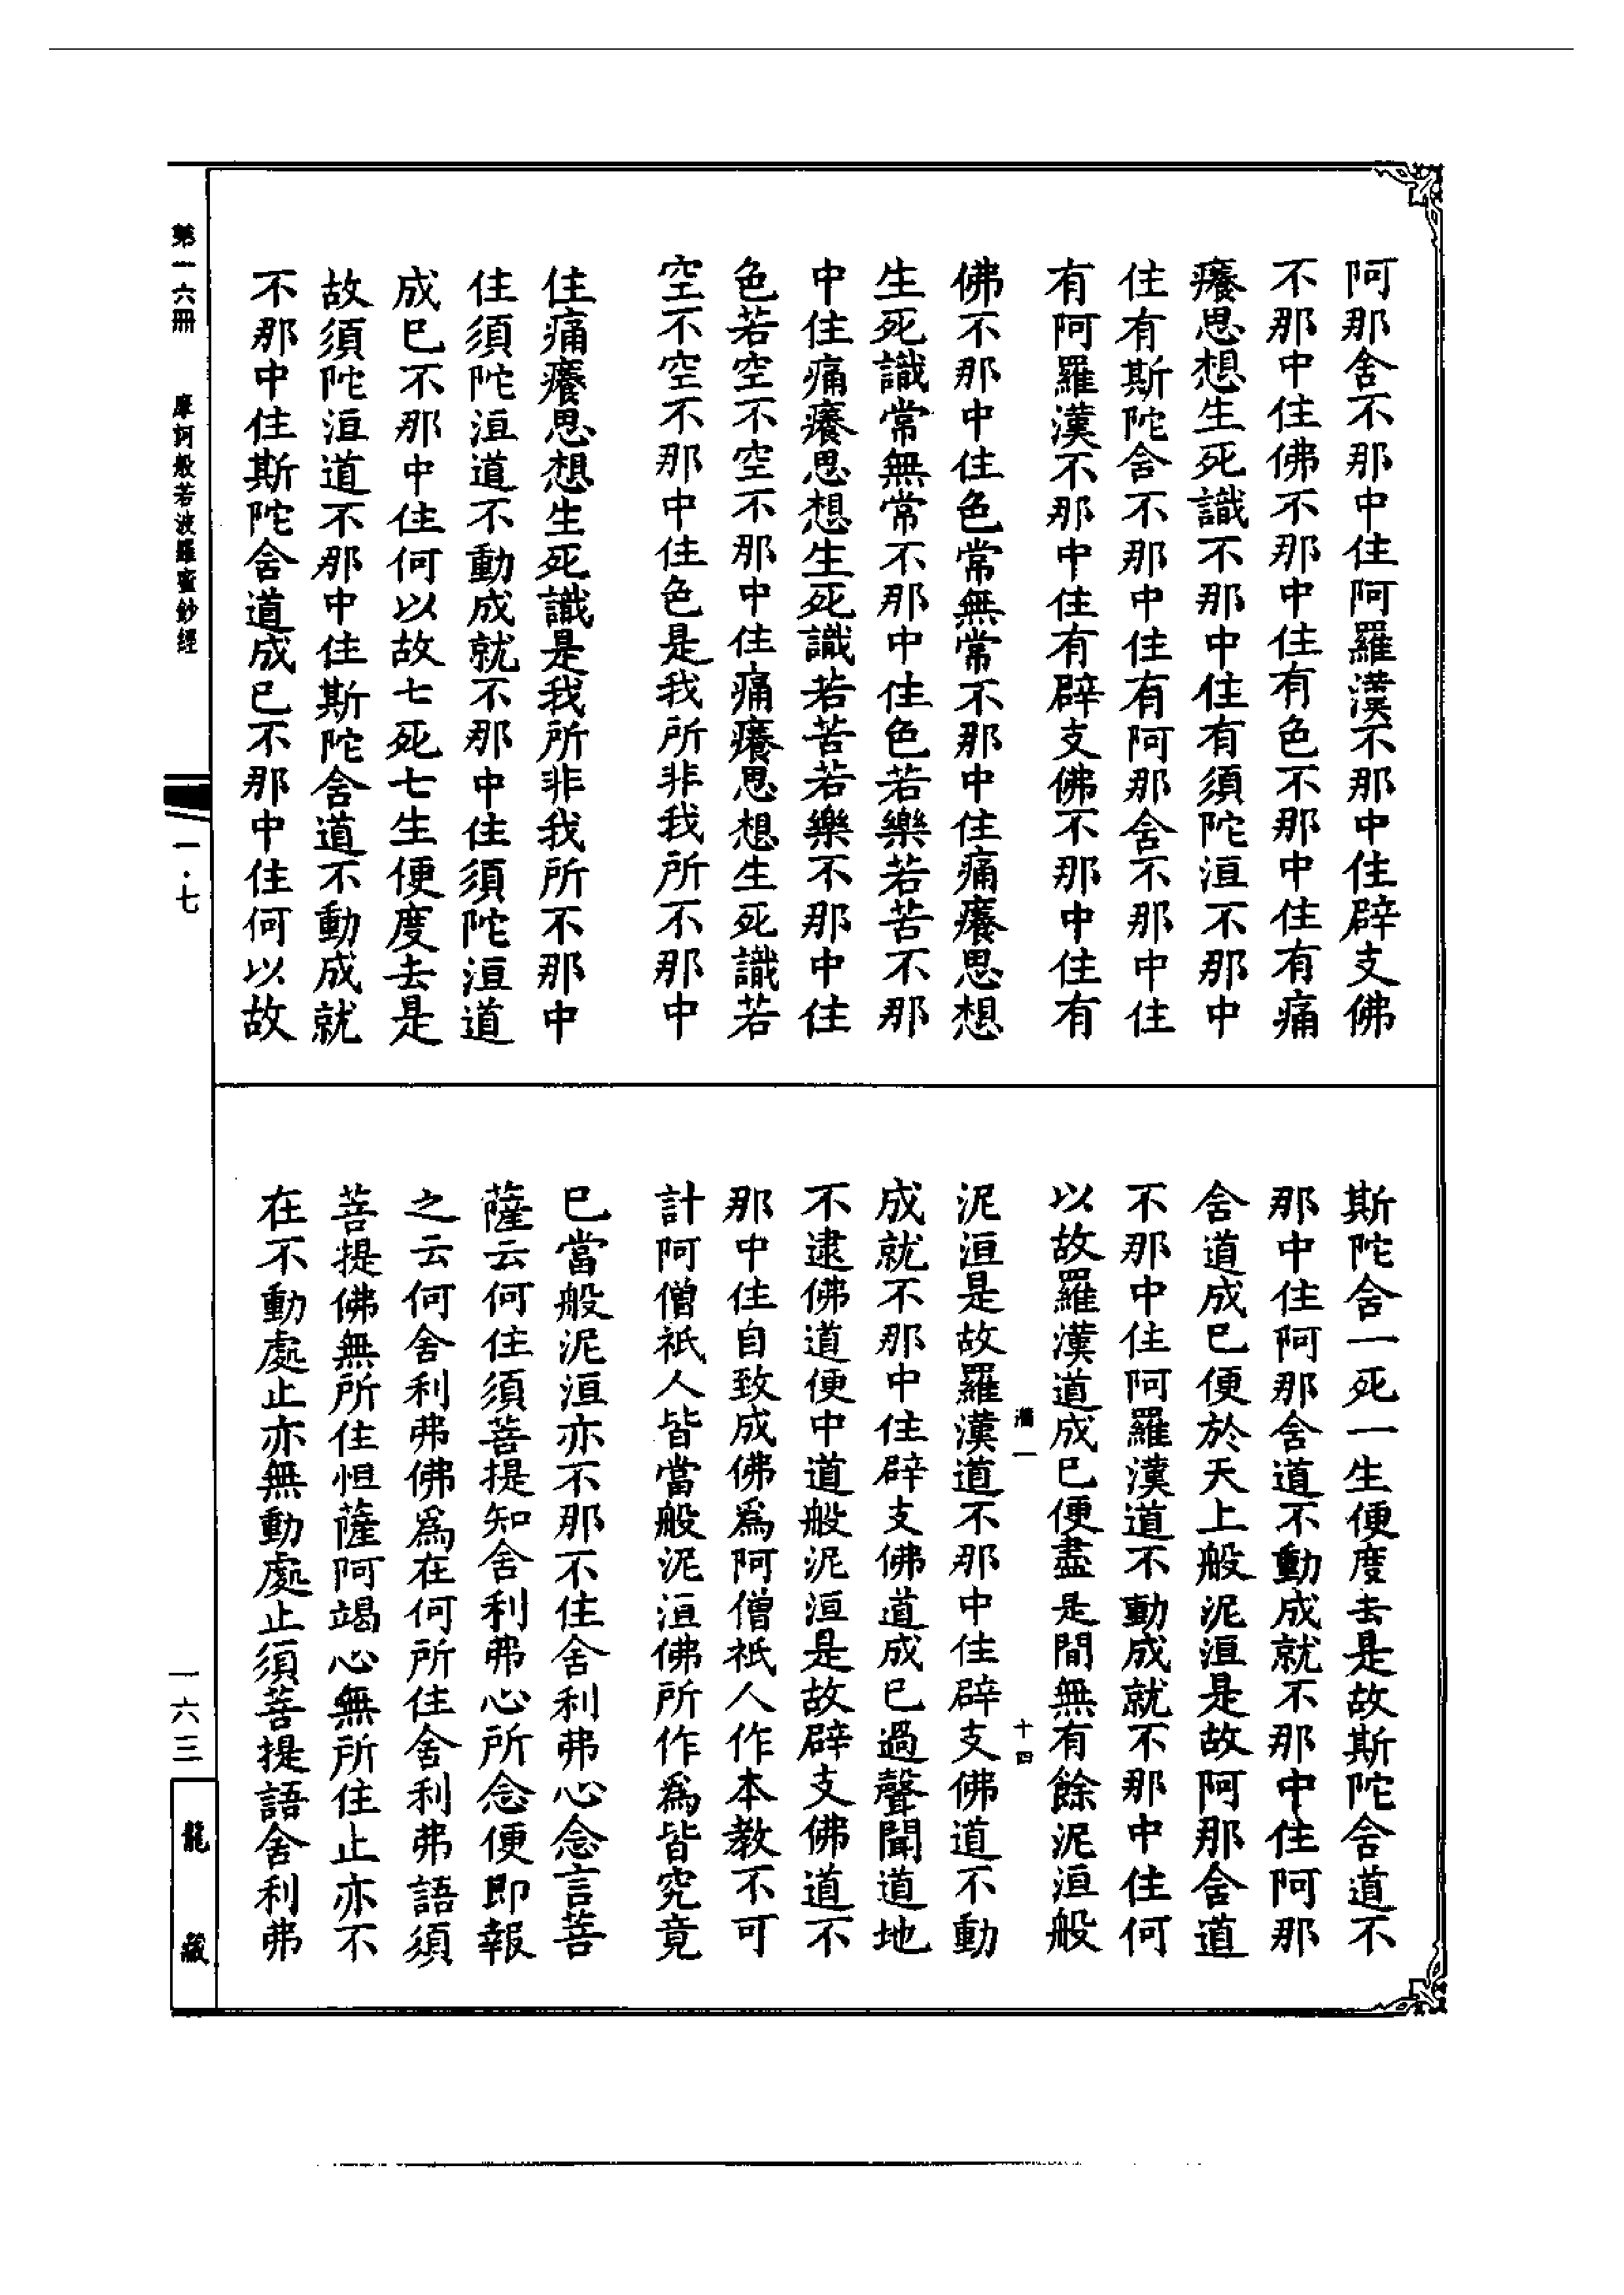 阿那舍不那中住阿羅漢不那中住辟支佛
不那中住佛不那中住有色不那中住有痛
癢思想生死識不那中住有須陀洹不那中
住有斯陀舍不那中住有阿那舍不那中住
有阿羅漢不那中住有辟支佛不那中住有
佛不那中住色常無常不那中住痛癢思想
生死識常無常不那中住色若樂若苦不那
中住痛癢思想生死識若苦若樂不那中住
色若空不空不那中住痛癢思想生死識若
空不空不那中住色是我所非我所不那中
住痛癢思想生死識是我所非我所不那中
住須陀洹道不動成就不那中住須陀洹道
成已不那中住何以故七死七生便度去是
故須陀洹道不那中住斯陀舍道不動成就
不那中住斯陀舍道成已不那中住何以故
斯陀舍一死一生便度去是故斯陀舍道不
那中住阿那舍道不動成就不那中住阿那
舍道成已便於天上般泥洹是故阿那舍道
不那中住阿羅漢道不動成就不那中住何
以故羅漢道成已便盡是間無有餘泥洹般
泥洹是故羅漢道不那中住辟支佛道不動
成就不那中住辟支佛道成已過聲聞道地
不逮佛道便中道般泥洹是故辟支佛道不
那中住自致成佛為阿僧祇人作本教不可
計阿僧祇人皆當般泥洹佛所作為皆究竟
已當般泥洹亦不那不住舍利弗心念言菩
薩云何住須菩提知舍利弗心所念便即報
之云何舍利弗佛為在何所住舍利弗語須
菩提佛無所住怛薩阿竭心無所住止亦不
在不動處止亦無動處止須菩提語舍利弗
滿一
十四
第一六冊
摩訶般若波羅蜜鈔經
一・七
一六三
龍藏